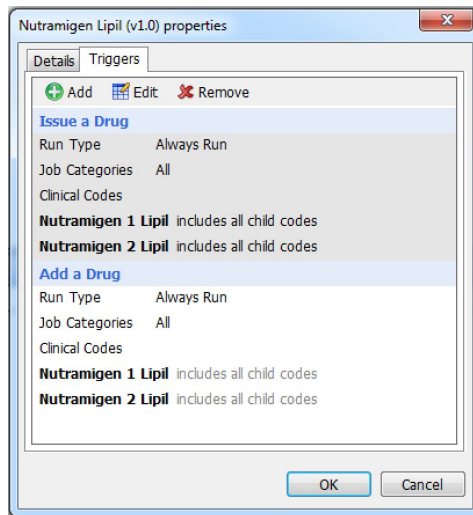 Nutramigen Lipil (v1.0) properties
Details Triggers
Add Edit Remove
Issue a Drug
Run Type Always Run
Job Categories All
Clinical Codes
Nutramigen 1 Lipil includes all child codes
Nutramigen 2 Lipil includes all child codes
Add a Drug
Run Type Always Run
Job Categories All
Clinical Codes
Nutramigen 1 Lipil includes all child codes
Nutramigen 2 Lipil includes all child codes
OK Cancel